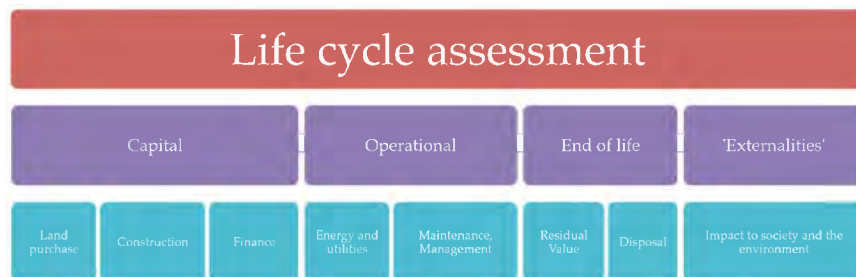 Life cycle assessment
Capital
Operational
End of life
'Externalities'
Land
purchase
Construction
Finance
Energy and
utilities
Maintenance,
Management
Residual
Value
Disposal
Impact to society and the
environment